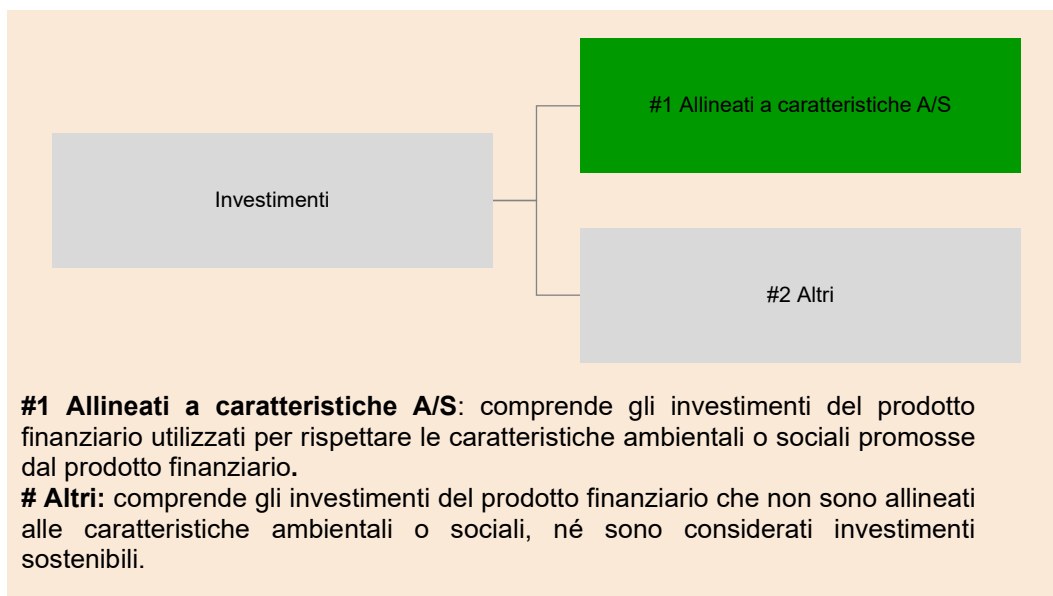 #1 Allineati a caratteristiche A/S
Investimenti
#2 Altri
#1 Allineati a caratteristiche A/S: comprende gli investimenti del prodotto
finanziario utilizzati per rispettare le caratteristiche ambientali o sociali promosse
dal prodotto finanziario.
# Altri: comprende gli investimenti del prodotto finanziario che non sono allineati
alle caratteristiche ambientali o sociali, né sono considerati investimenti
sostenibili.